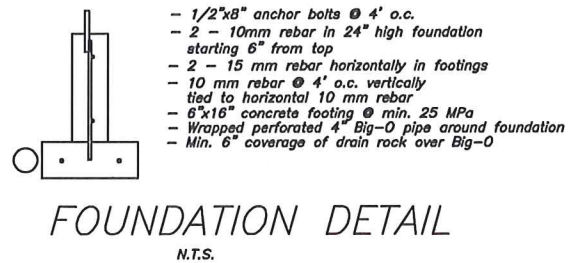 - 1/2"x8" anchor bolts @ 4' o.c.
- 2 - 10mm rebar in 24" high foundation
starting 6" from top
- 2 - 15 mm rebar horizontally in footings
- 10 mm rebar @ 4' o.c. vertically
tied to horizontal 10 mm rebar
- 6"x16" concrete footing @ min. 25 MPa
- Wrapped perforated 4" Big-O pipe around foundation
- Min. 6" coverage of drain rock over Big-O
FOUNDATION DETAIL
N.T.S.